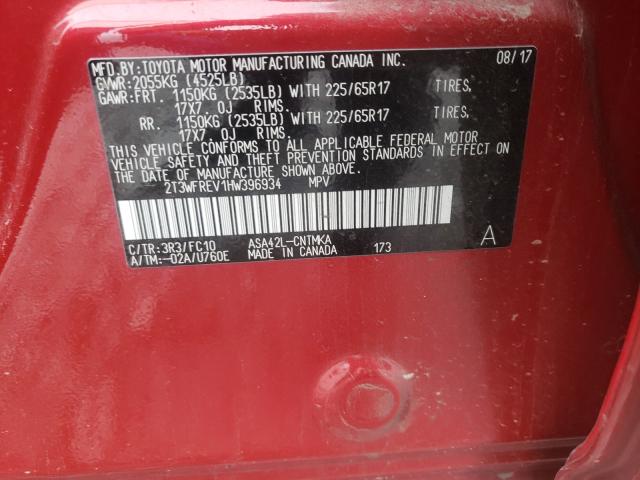 MFD.BY:TOYOTA MOTOR MANUFACTURING CANADA INC. 08/17
GVWR:2055KG (4525LB)
GAWR:FRT. 1150KG (2535LB) WITH 225/65R17 TIRES,
17X7.0J RIMS.
RR. 1150KG (2535LB) WITH 225/65R17 TIRES,
17X7.0J RIMS.
THIS VEHICLE CONFORMS TO ALL APPLICABLE FEDERAL MOTOR
VEHICLE SAFETY AND THEFT PREVENTION STANDARDS IN EFFECT ON
THE DATE OF MANUFACTURE SHOWN ABOVE.
2T3WFREV1HW396934 MPV
C/TR:3R3/FC10 ASA42L-CNTMKA 173 A
A/TM:-02A/U760E MADE IN CANADA